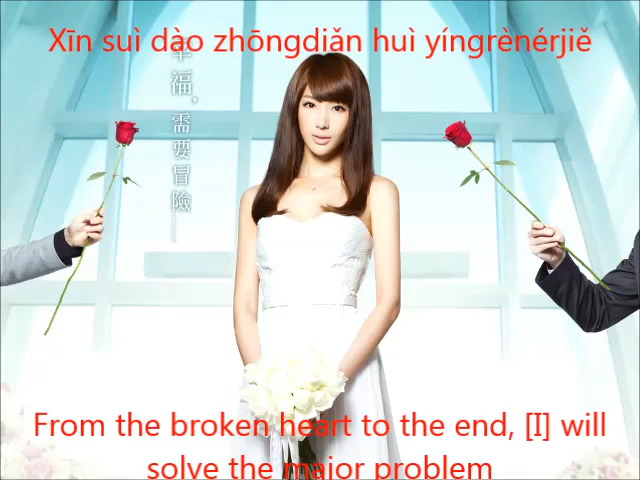 Xīn suì dào zhōngdiǎn huì yíngrènérjiě
幸福,需要冒險
From the broken heart to the end, [I] will
solve the major problem